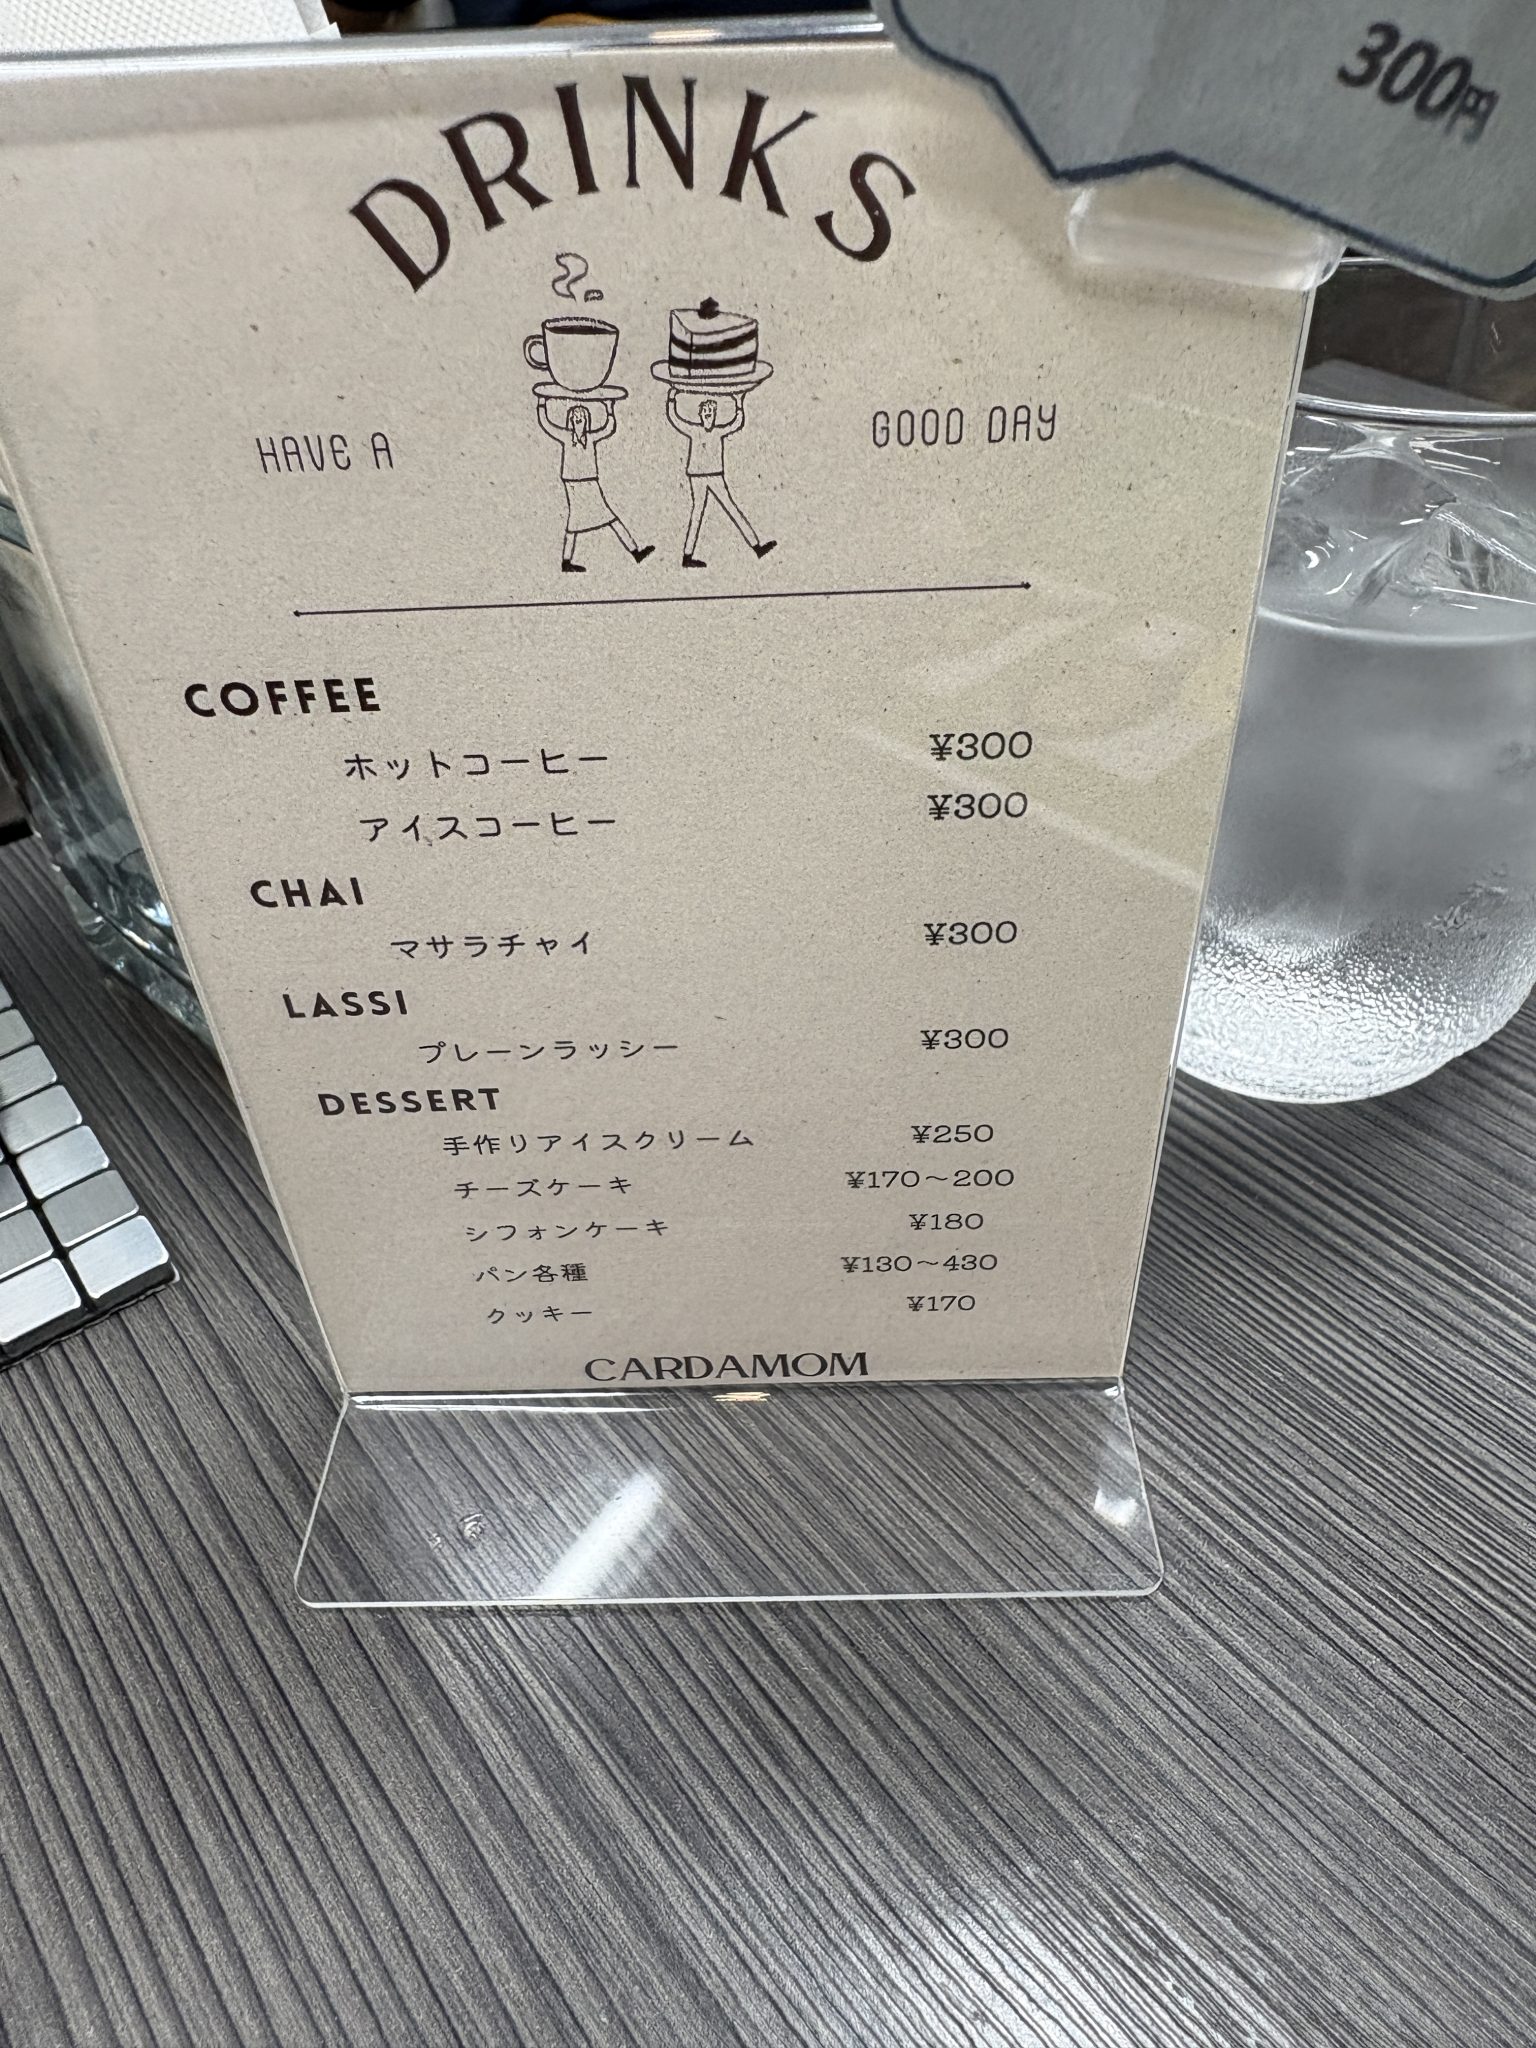 300円
DRINKS
HAVE A GOOD DAY
COFFEE
ホットコーヒー ¥300
アイスコーヒー ¥300
CHAI
マサラチャイ ¥300
LASSI
プレーンラッシー ¥300
DESSERT
手作りアイスクリーム ¥250
チーズケーキ ¥170～200
シフォンケーキ ¥180
パン各種 ¥130～430
クッキー ¥170
CARDAMOM